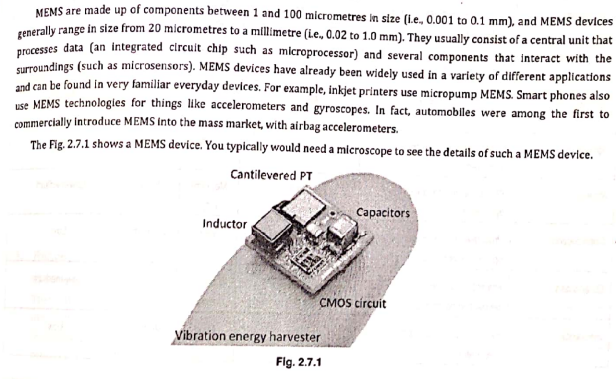 MEMS are made up of components between 1 and 100 micrometres in size (i.e., 0.001 to 0.1 mm), and MEMS devices
generally range in size from 20 micrometres to a millimetre (i.e., 0.02 to 1.0 mm). They usually consist of a central unit that
processes data (an integrated circuit chip such as microprocessor) and several components that interact with the
surroundings (such as microsensors). MEMS devices have already been widely used in a variety of different applications
and can be found in very familiar everyday devices. For example, inkjet printers use micropump MEMS. Smart phones also
use MEMS technologies for things like accelerometers and gyroscopes. In fact, automobiles were among the first to
commercially introduce MEMS into the mass market, with airbag accelerometers.
The Fig. 2.7.1 shows a MEMS device. You typically would need a microscope to see the details of such a MEMS device.
Cantilevered PT
Capacitors
Inductor
CMOS circuit
Vibration energy harvester
Fig. 2.7.1